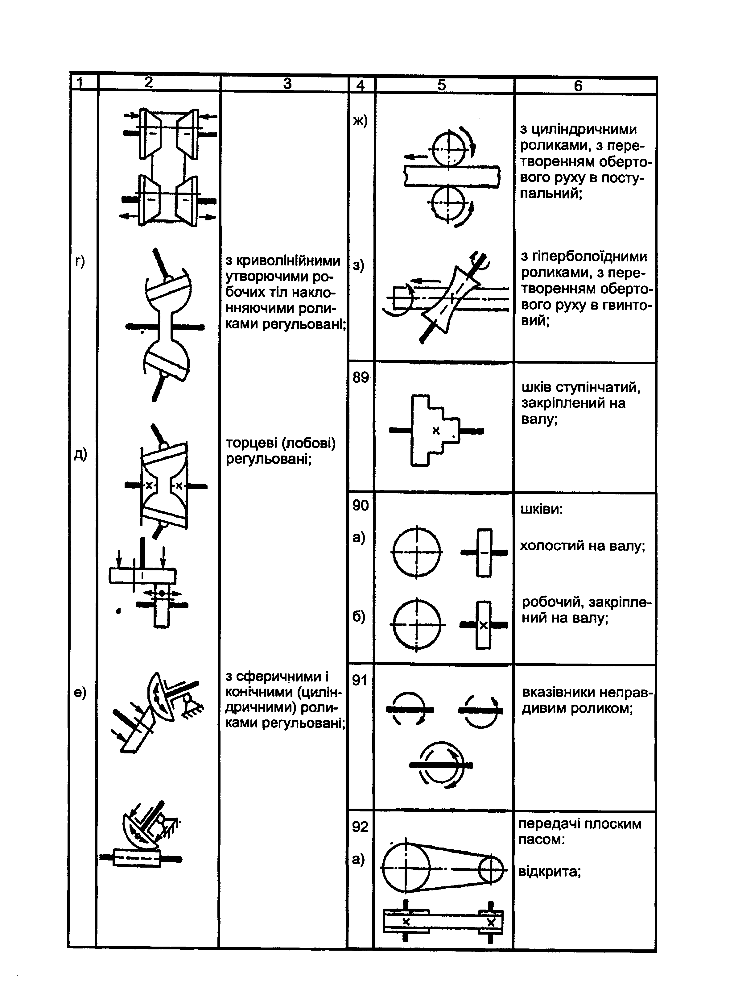 1 2 3 4 5 6
г)
з криволінійними
утворючими ро-
бочих тіл накло-
нняючими роли-
ками регульовані;
д)
торцеві (лобові)
регульовані;
е)
з сферичними і
конічними (цилін-
дричними) роли-
ками регульовані;
ж)
з циліндричними
роликами, з пере-
творенням оберто-
вого руху в посту-
пальний;
з)
з гіперболоїдними
роликами, з пере-
творенням оберто-
вого руху в гвинто-
вий;
89
шків ступінчатий,
закріплений на
валу;
90
шківи:
а)
холостий на валу;
б)
робочий, закріпле-
ний на валу;
91
вказівники неправ-
дивим роликом;
92
передачі плоским
пасом:
а)
відкрита;